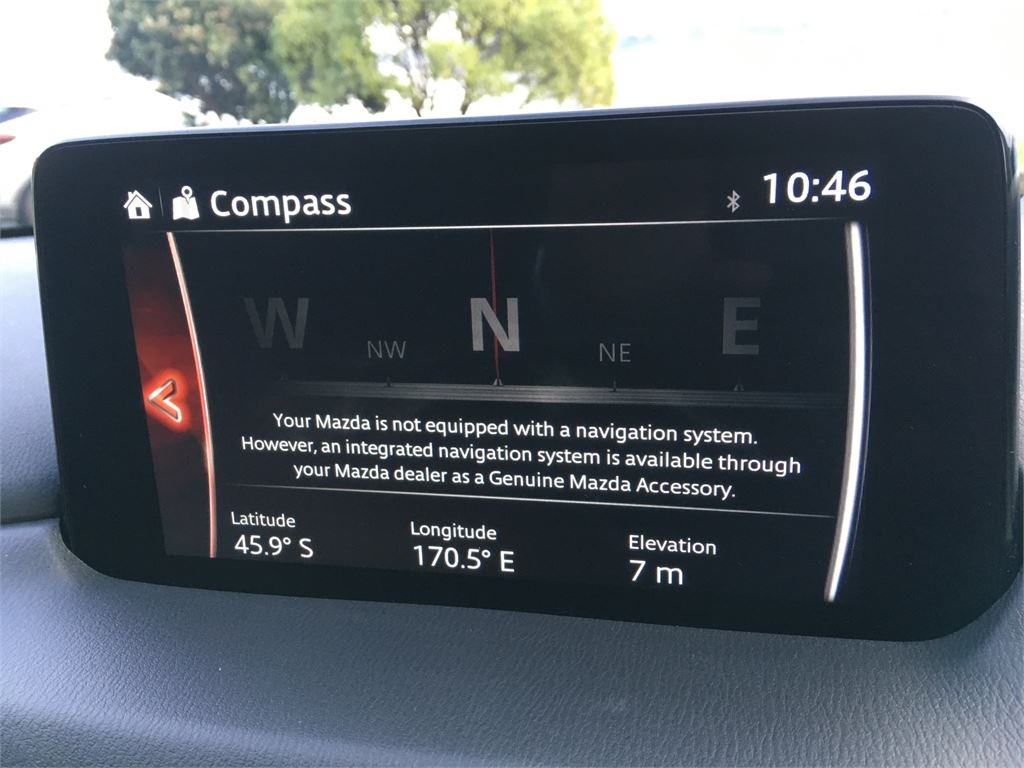 Compass
10:46
W NW N NE E
Your Mazda is not equipped with a navigation system.
However, an integrated navigation system is available through
your Mazda dealer as a Genuine Mazda Accessory.
Latitude Longitude Elevation
45.9° S 170.5° E 7 m